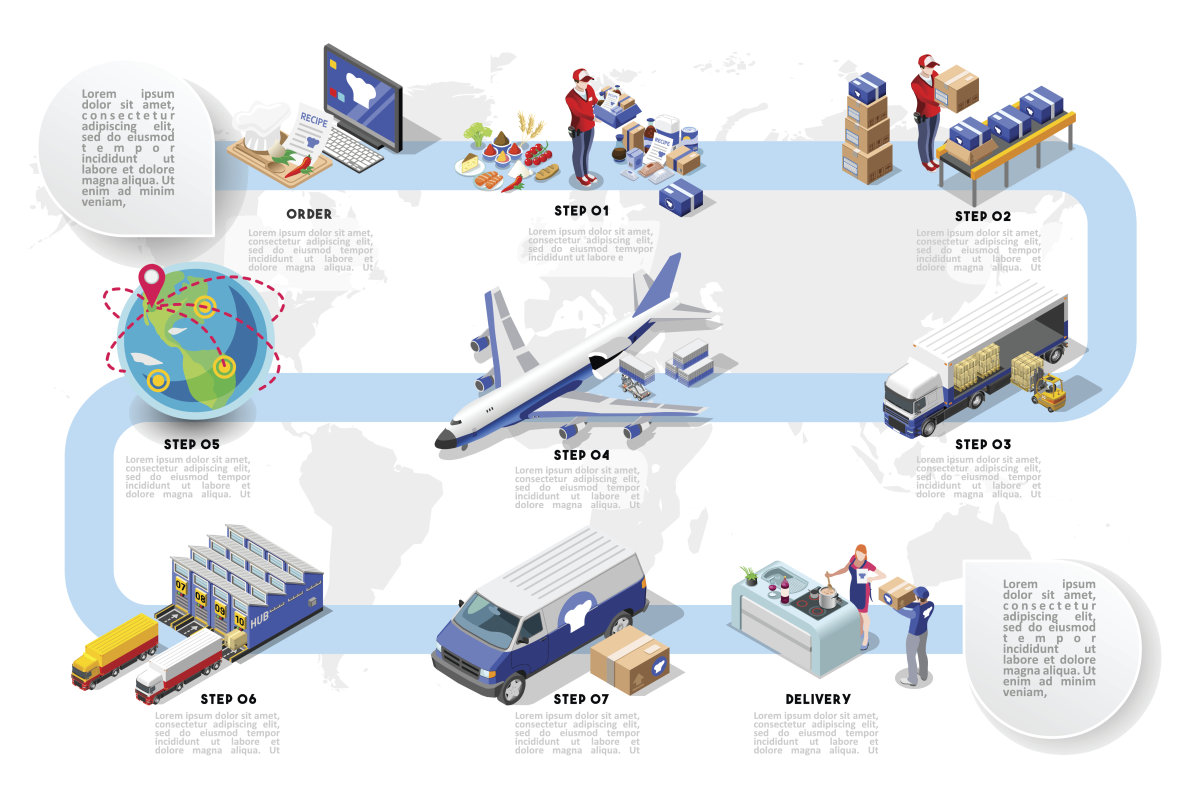 Lorem ipsum
dolor sit amet,
consectetur
adipiscing elit,
sed do eiusmod
tempor
incididunt ut
labore et dolore
magna aliqua. Ut
enim ad minim
veniam,
RECIPE
ORDER
Lorem ipsum dolor sit amet,
consectetur adipiscing elit,
sed do eiusmod tempor
incididunt ut labore et
dolore magna aliqua. Ut
RECIPE
STEP 01
Lorem ipsum dolor sit amet,
consectetur adipiscing elit,
sed do eiusmod tempor
incididunt ut labore e
STEP 02
Lorem ipsum dolor sit amet,
consectetur adipiscing elit,
sed do eiusmod tempor
incididunt ut labore et
dolore magna aliqua. Ut
STEP 05
Lorem ipsum dolor sit amet,
consectetur adipiscing elit,
sed do eiusmod tempor
incididunt ut labore et
dolore magna aliqua. Ut
STEP 04
Lorem ipsum dolor sit amet,
consectetur adipiscing elit,
sed do eiusmod tempor
incididunt ut labore et
dolore magna aliqua. Ut
STEP 03
Lorem ipsum dolor sit amet,
consectetur adipiscing elit,
sed do eiusmod tempor
incididunt ut labore et
dolore magna aliqua. Ut
07
08
09
10
HUB
STEP 06
Lorem ipsum dolor sit amet,
consectetur adipiscing elit,
sed do eiusmod tempor
incididunt ut labore et
dolore magna aliqua. Ut
STEP 07
Lorem ipsum dolor sit amet,
consectetur adipiscing elit,
sed do eiusmod tempor
incididunt ut labore et
dolore magna aliqua. Ut
DELIVERY
Lorem ipsum dolor sit amet,
consectetur adipiscing elit,
sed do eiusmod tempor
incididunt ut labore et
dolore magna aliqua. Ut
Lorem ipsum
dolor sit amet,
consectetur
adipiscing elit,
sed do eiusmod
tempor
incididunt ut
labore et dolore
magna aliqua. Ut
enim ad minim
veniam,